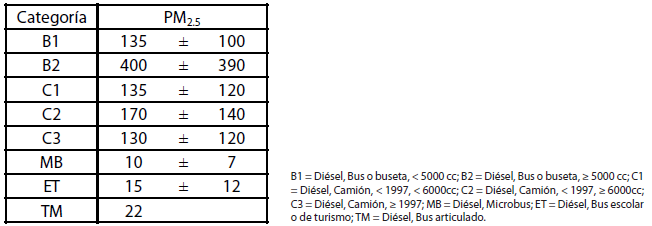 Categoría PM2.5
B1 135 ± 100
B2 400 ± 390
C1 135 ± 120
C2 170 ± 140
C3 130 ± 120
MB 10 ± 7
ET 15 ± 12
TM 22
B1 = Diésel, Bus o buseta, < 5000 cc; B2 = Diésel, Bus o buseta, ≥ 5000 cc; C1
= Diésel, Camión, < 1997, < 6000cc; C2 = Diésel, Camión, < 1997, ≥ 6000cc;
C3 = Diésel, Camión, ≥ 1997; MB = Diésel, Microbus; ET = Diésel, Bus escolar
o de turismo; TM = Diésel, Bus articulado.